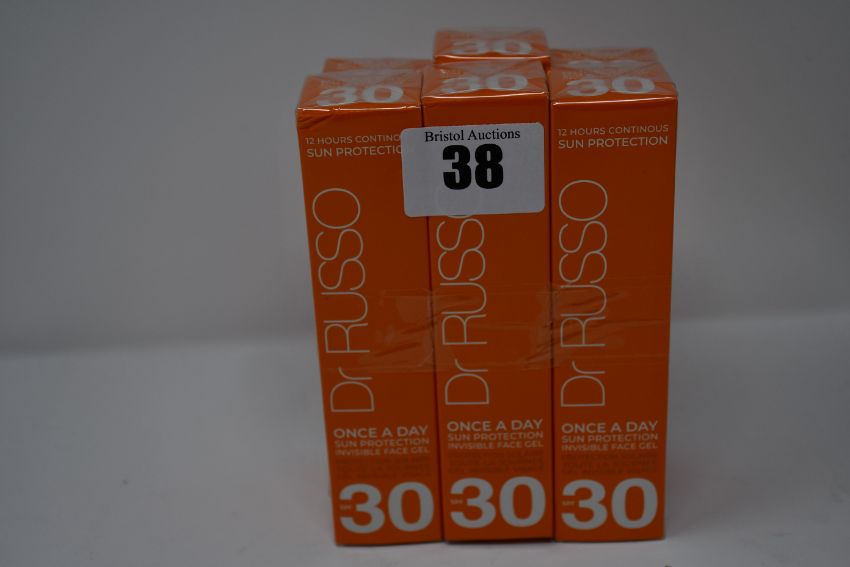 30
30
30
30
12 HOURS CONTINOUS
SUN PROTECTION
Bristol Auctions
38
12 HOURS CONTINOUS
SUN PROTECTION
Dr RUSSO
Dr RUSSO
Dr RUSSO
ONCE A DAY
SUN PROTECTION
INVISIBLE FACE GEL
SPF 30
ONCE A DAY
SUN PROTECTION
INVISIBLE FACE GEL
SPF 30
ONCE A DAY
SUN PROTECTION
INVISIBLE FACE GEL
SPF 30